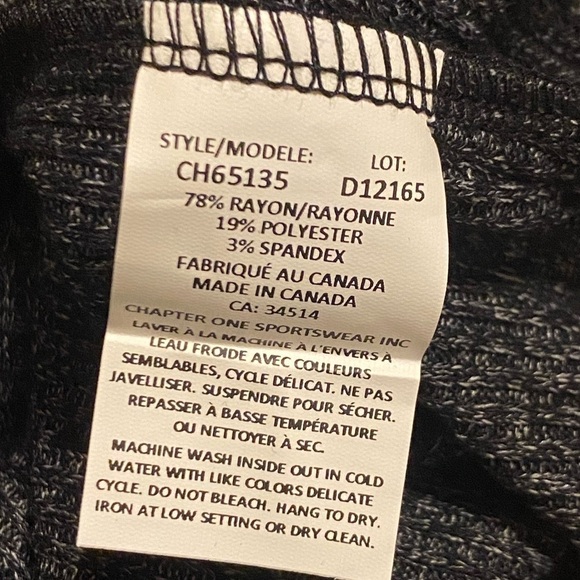 STYLE/MODELE: LOT:
CH65135 D12165
78% RAYON/RAYONNE
19% POLYESTER
3% SPANDEX
FABRIQUÉ AU CANADA
MADE IN CANADA
CA: 34514
CHAPTER ONE SPORTSWEAR INC
LAVER À LA MACHINE À L'ENVERS À
LEAU FROIDE AVEC COULEURS
SEMBLABLES, CYCLE DÉLICAT. NE PAS
JAVELLISER. SUSPENDRE POUR SÉCHER.
REPASSER À BASSE TEMPÉRATURE
OU NETTOYER À SEC
MACHINE WASH INSIDE OUT IN COLD
WATER WITH LIKE COLORS DELICATE
CYCLE. DO NOT BLEACH. HANG TO DRY.
IRON AT LOW SETTING OR DRY CLEAN.